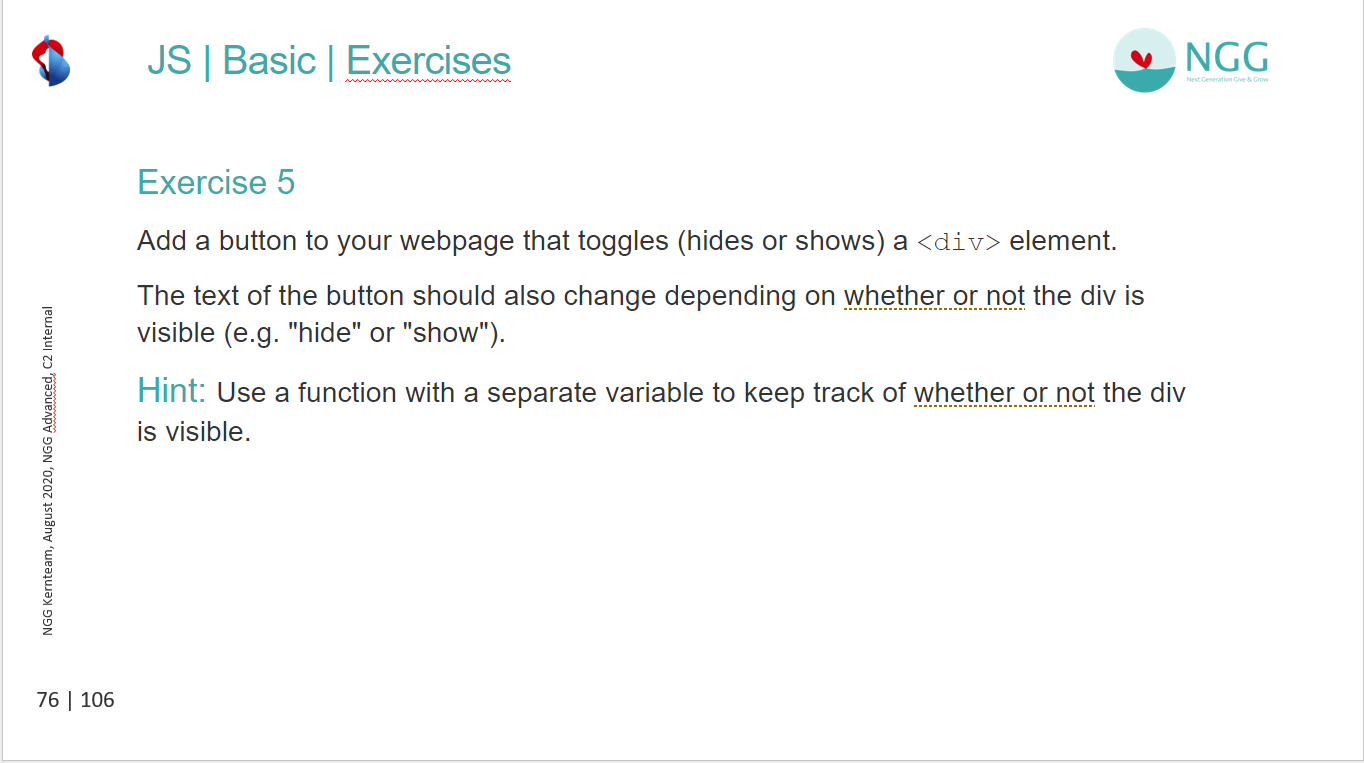 JS | Basic | Exercises
NGG
Next Generation Give & Grow
Exercise 5
Add a button to your webpage that toggles (hides or shows) a <div> element.
The text of the button should also change depending on whether or not the div is
visible (e.g. "hide" or "show").
Hint: Use a function with a separate variable to keep track of whether or not the div
is visible.
NGG Kernteam, August 2020, NGG Advanced, C2 Internal
76 | 106